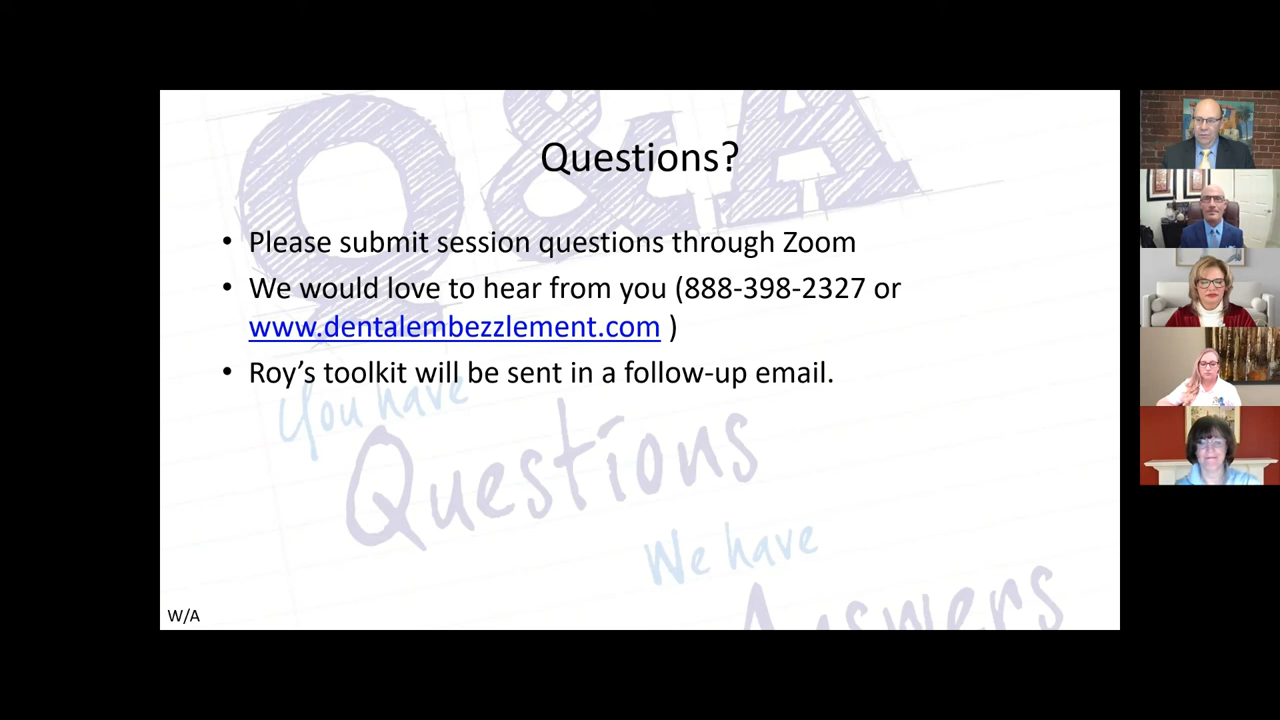 Q&A
Questions?
• Please submit session questions through Zoom
• We would love to hear from you (888-398-2327 or
www.dentalembezzlement.com )
• Roy’s toolkit will be sent in a follow-up email.
You have
Questions
We have
Answers
W/A